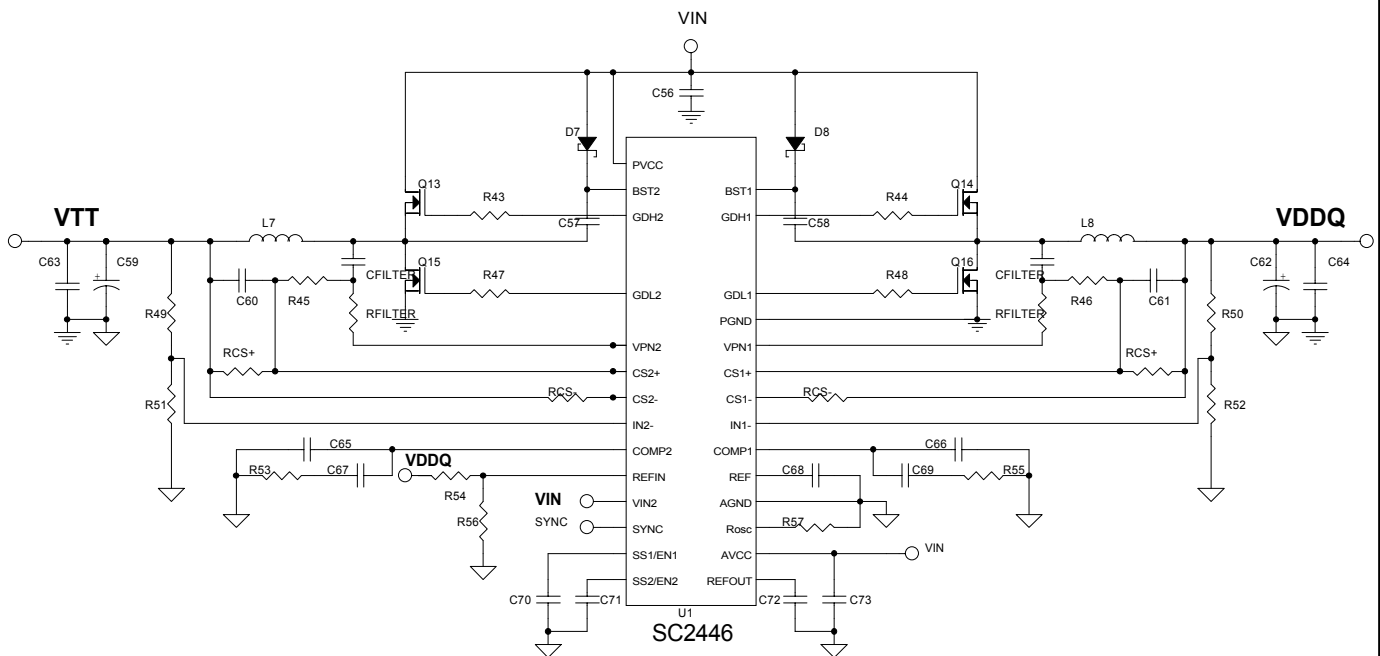 VIN
C56
D7
D8
PVCC
Q13
R43
BST2
BST1
R44
Q14
VTT
L7
C57
GDH2
GDH1
C58
L8
VDDQ
C63
C59
Q15
R47
Q16
R48
C62
C64
C60
R45
CFILTER
CFILTER
R46
C61
GDL2
GDL1
R49
RFILTER
PGND
RFILTER
R50
VPN2
VPN1
RCS+
CS2+
CS1+
RCS+
R51
RCS-
CS2-
CS1-
RCS-
R52
IN2-
IN1-
C65
COMP2
COMP1
C66
R53
C67
VDDQ
REFIN
REF
C68
C69
R55
R54
VIN
VIN2
AGND
R56
SYNC
SYNC
Rosc
R57
SS1/EN1
AVCC
VIN
SS2/EN2
REFOUT
C70
C71
C72
C73
U1
SC2446